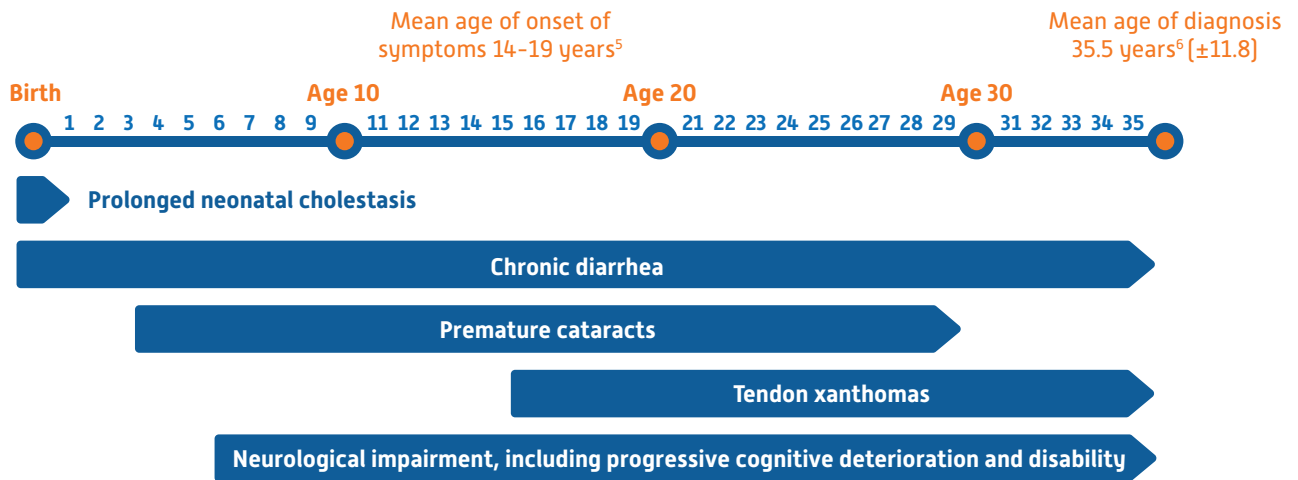 Mean age of onset of
symptoms 14-19 years⁵
Mean age of diagnosis
35.5 years⁶ (±11.8)
Birth Age 10 Age 20 Age 30
1 2 3 4 5 6 7 8 9 11 12 13 14 15 16 17 18 19 21 22 23 24 25 26 27 28 29 31 32 33 34 35
Prolonged neonatal cholestasis
Chronic diarrhea
Premature cataracts
Tendon xanthomas
Neurological impairment, including progressive cognitive deterioration and disability